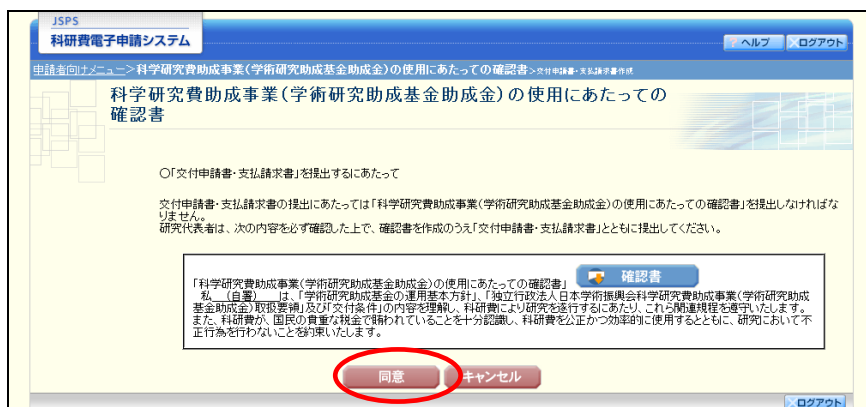 JSPS
科研費電子申請システム
?ヘルプ
×ログアウト
申請者向けメニュー>科学研究費助成事業(学術研究助成基金助成金)の使用にあたっての確認書>交付申請書・支払請求書作成
科学研究費助成事業(学術研究助成基金助成金)の使用にあたっての
確認書
○「交付申請書・支払請求書」を提出するにあたって
交付申請書・支払請求書の提出にあたっては「科学研究費助成事業(学術研究助成基金助成金)の使用にあたっての確認書」を提出しなければな
りません。
研究代表者は、次の内容を必ず確認した上で、確認書を作成のうえ「交付申請書・支払請求書」とともに提出してください。
「科学研究費助成事業(学術研究助成基金助成金)の使用にあたっての確認書」
確認書
私 (自署) は、「学術研究助成基金の運用基本方針」、「独立行政法人日本学術振興会科学研究費助成事業(学術研究助成
基金助成金)取扱要領」及び「交付条件」の内容を理解し、科研費により研究を遂行するにあたり、これら関連規程を遵守いたします。
また、科研費が、国民の貴重な税金で賄われていることを十分認識し、科研費を公正かつ効率的に使用するとともに、研究において不
正行為を行わないことを約束いたします。
同意
キャンセル
×ログアウト